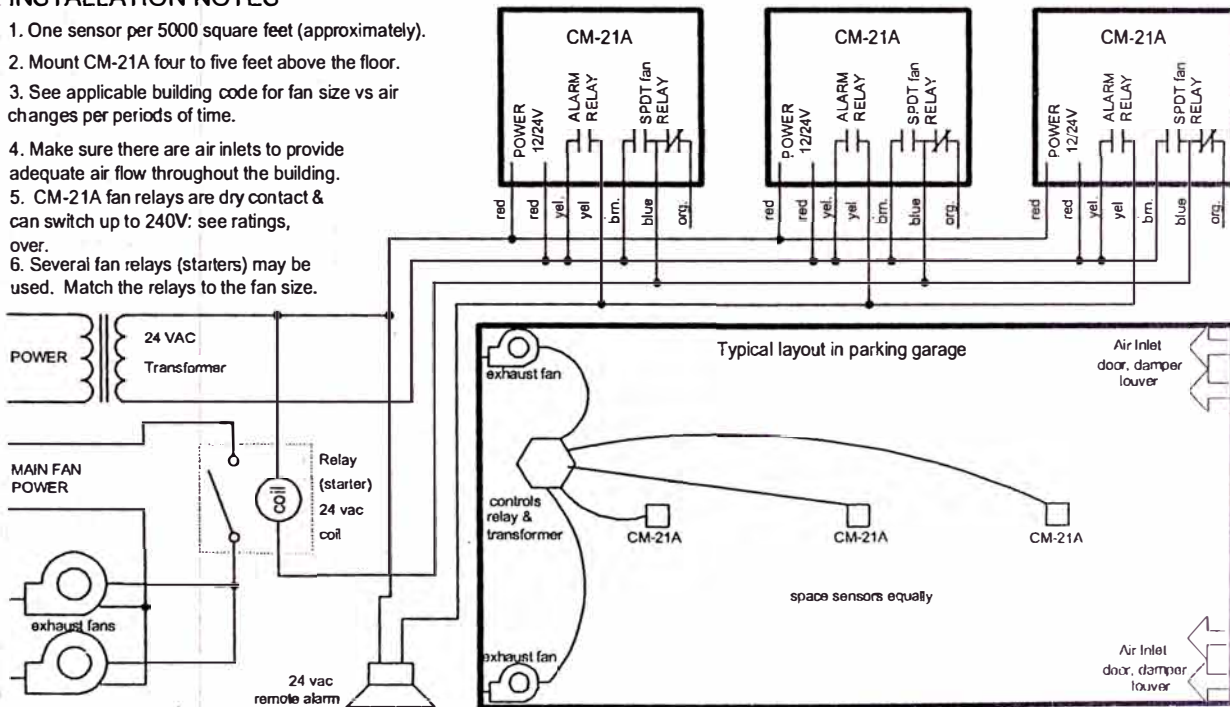 INSTALLATION NOTES
1. One sensor per 5000 square feet (approximately).
2. Mount CM-21A four to five feet above the floor.
3. See applicable building code for fan size vs air
changes per periods of time.
4. Make sure there are air inlets to provide
adequate air flow throughout the building.
5. CM-21A fan relays are dry contact &
can switch up to 240V: see ratings,
over.
6. Several fan relays (starters) may be
used. Match the relays to the fan size.
CM-21A
POWER
12/24V
ALARM
RELAY
SPDT fan
RELAY
red
red
yel.
yel
brn.
blue
org.
CM-21A
POWER
12/24V
ALARM
RELAY
SPDT fan
RELAY
red
red
yel.
yel
brn.
blue
org.
CM-21A
POWER
12/24V
ALARM
RELAY
SPDT fan
RELAY
red
red
yel.
yel
brn.
blue
org.
POWER
24 VAC
Transformer
MAIN FAN
POWER
coil
Relay
(starter)
24 vac
coil
exhaust fans
24 vac
remote alarm
Typical layout in parking garage
exhaust fan
Air Inlet
door, damper
louver
controls
relay &
transformer
CM-21A
CM-21A
CM-21A
space sensors equally
exhaust fan
Air Inlet
door, damper
louver